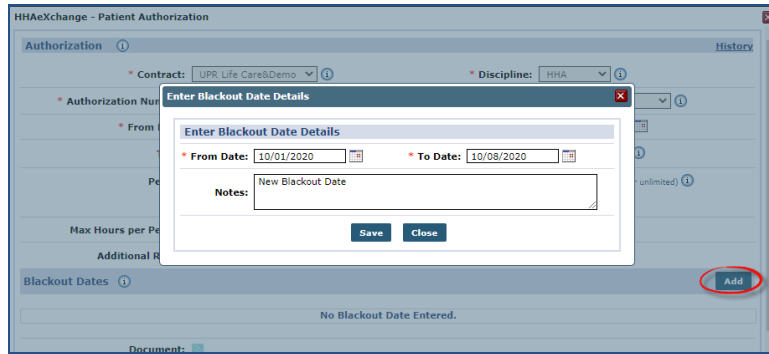 HHAeXchange - Patient Authorization
Authorization History
* Contract: UPR Life Care&Demo * Discipline: HHA
* Authorization Num
Enter Blackout Date Details
* From
Enter Blackout Date Details
* From Date: 10/01/2020 * To Date: 10/08/2020
Pe unlimited)
Notes: New Blackout Date
Max Hours per Pe
Save Close
Additional R
Blackout Dates Add
No Blackout Date Entered.
Document: